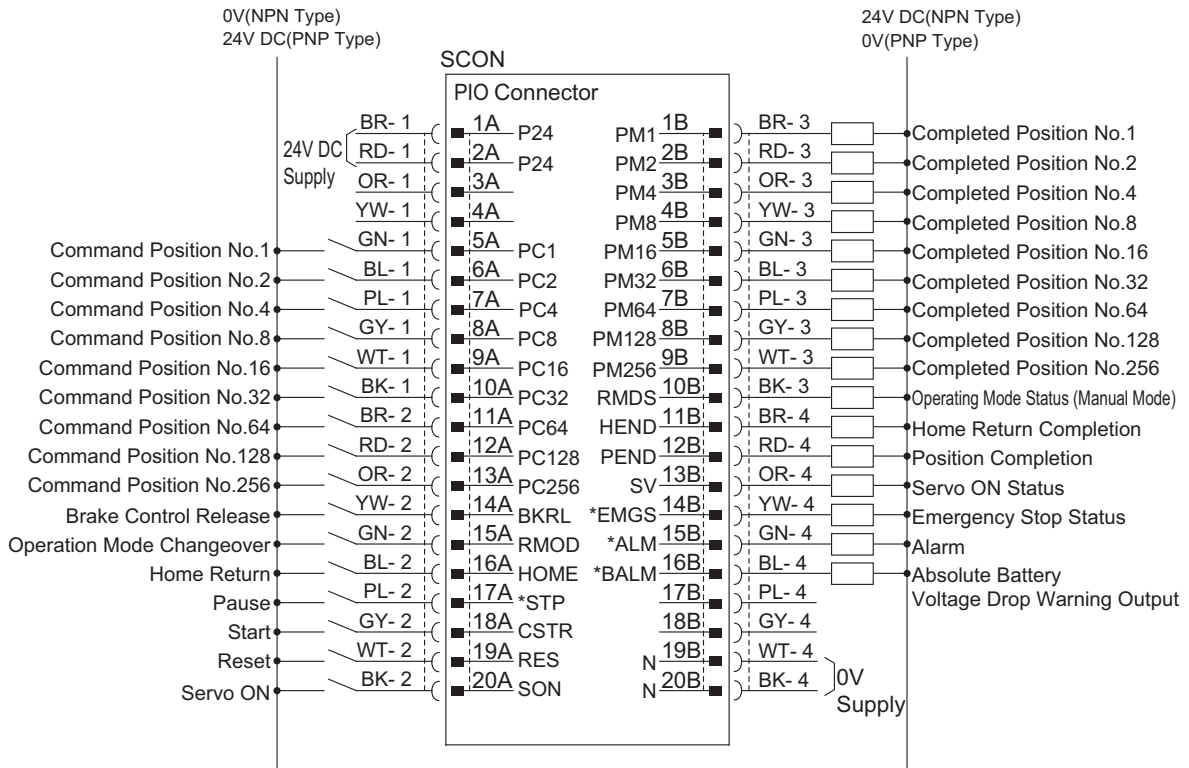 0V(NPN Type)
24V DC(PNP Type)
24V DC(NPN Type)
0V(PNP Type)
SCON
PIO Connector
24V DC
Supply
BR- 1 1A P24 PM1 1B BR- 3 Completed Position No.1
RD- 1 2A P24 PM2 2B RD- 3 Completed Position No.2
OR- 1 3A PM4 3B OR- 3 Completed Position No.4
YW- 1 4A PM8 4B YW- 3 Completed Position No.8
Command Position No.1 GN- 1 5A PC1 PM16 5B GN- 3 Completed Position No.16
Command Position No.2 BL- 1 6A PC2 PM32 6B BL- 3 Completed Position No.32
Command Position No.4 PL- 1 7A PC4 PM64 7B PL- 3 Completed Position No.64
Command Position No.8 GY- 1 8A PC8 PM128 8B GY- 3 Completed Position No.128
Command Position No.16 WT- 1 9A PC16 PM256 9B WT- 3 Completed Position No.256
Command Position No.32 BK- 1 10A PC32 RMDS 10B BK- 3 Operating Mode Status (Manual Mode)
Command Position No.64 BR- 2 11A PC64 HEND 11B BR- 4 Home Return Completion
Command Position No.128 RD- 2 12A PC128 PEND 12B RD- 4 Position Completion
Command Position No.256 OR- 2 13A PC256 SV 13B OR- 4 Servo ON Status
Brake Control Release YW- 2 14A BKRL *EMGS 14B YW- 4 Emergency Stop Status
Operation Mode Changeover GN- 2 15A RMOD *ALM 15B GN- 4 Alarm
Home Return BL- 2 16A HOME *BALM 16B BL- 4 Absolute Battery
Voltage Drop Warning Output
Pause PL- 2 17A *STP 17B PL- 4
Start GY- 2 18A CSTR 18B GY- 4
Reset WT- 2 19A RES N 19B WT- 4
Servo ON BK- 2 20A SON N 20B BK- 4
0V
Supply